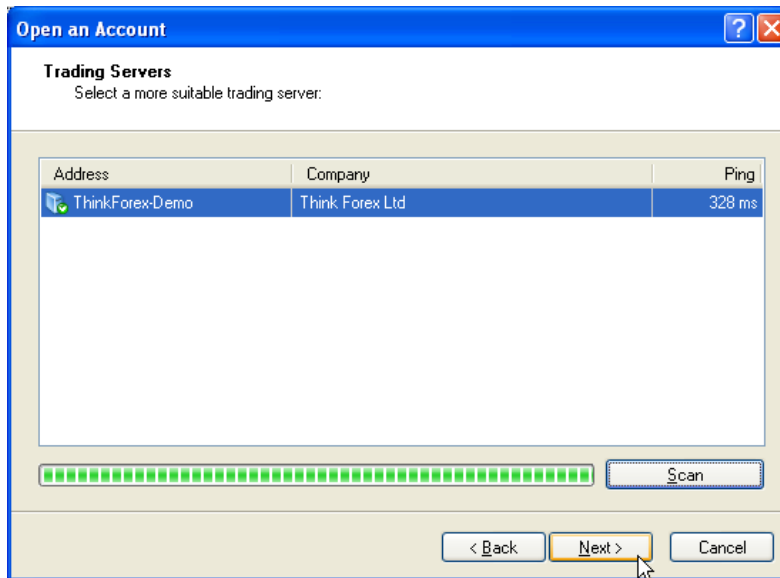 Open an Account
Trading Servers
Select a more suitable trading server:
Address Company Ping
ThinkForex-Demo Think Forex Ltd 328 ms
Scan
< Back Next > Cancel